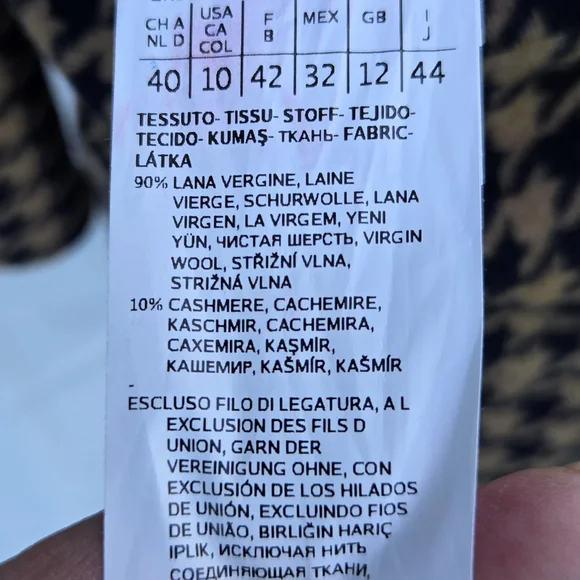 CH A USA F MEX GB I
NL D CA B J
COL
40 10 42 32 12 44
TESSUTO- TISSU- STOFF- TEJIDO-
TECIDO- KUMAŞ- ТКАНЬ- FABRIC-
LÁTKA
90% LANA VERGINE, LAINE
VIERGE, SCHURWOLLE, LANA
VIRGEN, LA VIRGEM, YENI
YÜN, ЧИСТАЯ ШЕРСТЬ, VIRGIN
WOOL, STŘIŽNÍ VLNA,
STRIŽNÁ VLNA
10% CASHMERE, CACHEMIRE,
KASCHMIR, CACHEMIRA,
CAXEMIRA, KAŞMİR,
КАШЕМИР, KAŠMÍR, KAŠMÍR
-
ESCLUSO FILO DI LEGATURA, A L
EXCLUSION DES FILS D
UNION, GARN DER
VEREINIGUNG OHNE, CON
EXCLUSIÓN DE LOS HILADOS
DE UNIÓN, EXCLUINDO FIOS
DE UNIÃO, BIRLIĞIN HARIÇ
IPLIK, ИСКЛЮЧАЯ НИТЬ
СОЕДИНЯЮЩАЯ ТКАНИ,